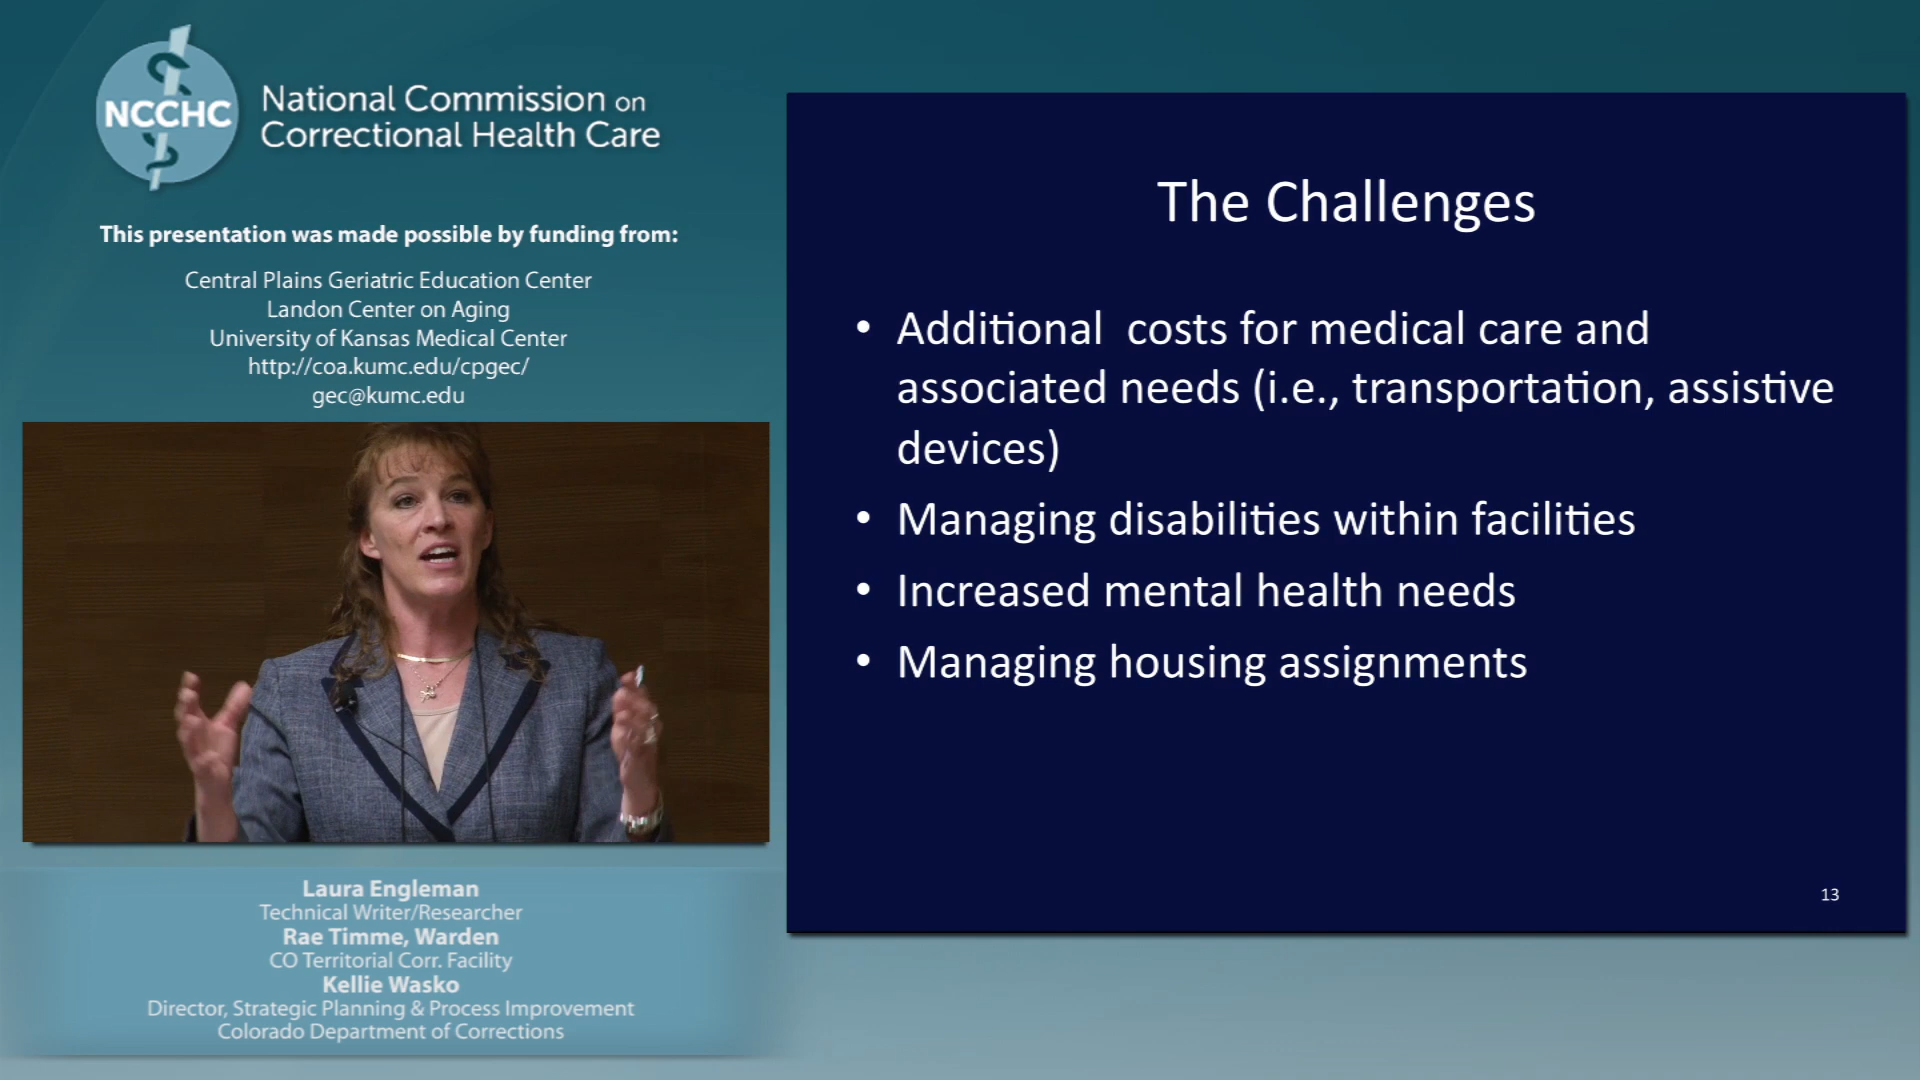 NCCHC
National Commission on
Correctional Health Care
This presentation was made possible by funding from:
Central Plains Geriatric Education Center
Landon Center on Aging
University of Kansas Medical Center
http://coa.kumc.edu/cpgec/
gec@kumc.edu
Laura Engleman
Technical Writer/Researcher
Rae Timme, Warden
CO Territorial Corr. Facility
Kellie Wasko
Director, Strategic Planning & Process Improvement
Colorado Department of Corrections
The Challenges
• Additional  costs for medical care and
associated needs (i.e., transportation, assistive
devices)
• Managing disabilities within facilities
• Increased mental health needs
• Managing housing assignments
13